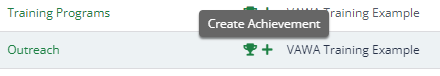 Training Programs VAWA Training Example
Create Achievement
Outreach VAWA Training Example